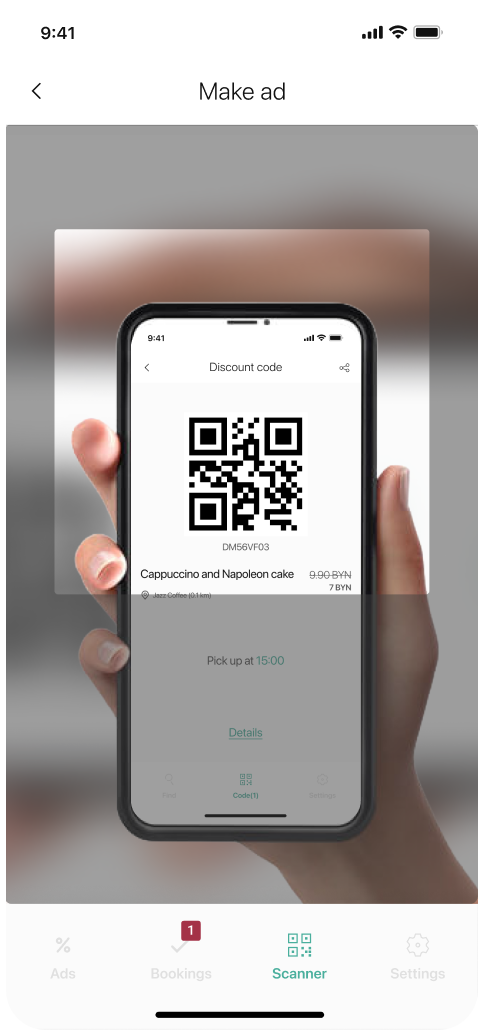 9:41
Make ad
9:41
Discount code
DM56VF03
Cappuccino and Napoleon cake
9.90 BYN
7 BYN
Jazz Coffee (0.1 km)
Pick up at 15:00
Details
Code(1)
Settings
1
Ads
Bookings
Scanner
Settings